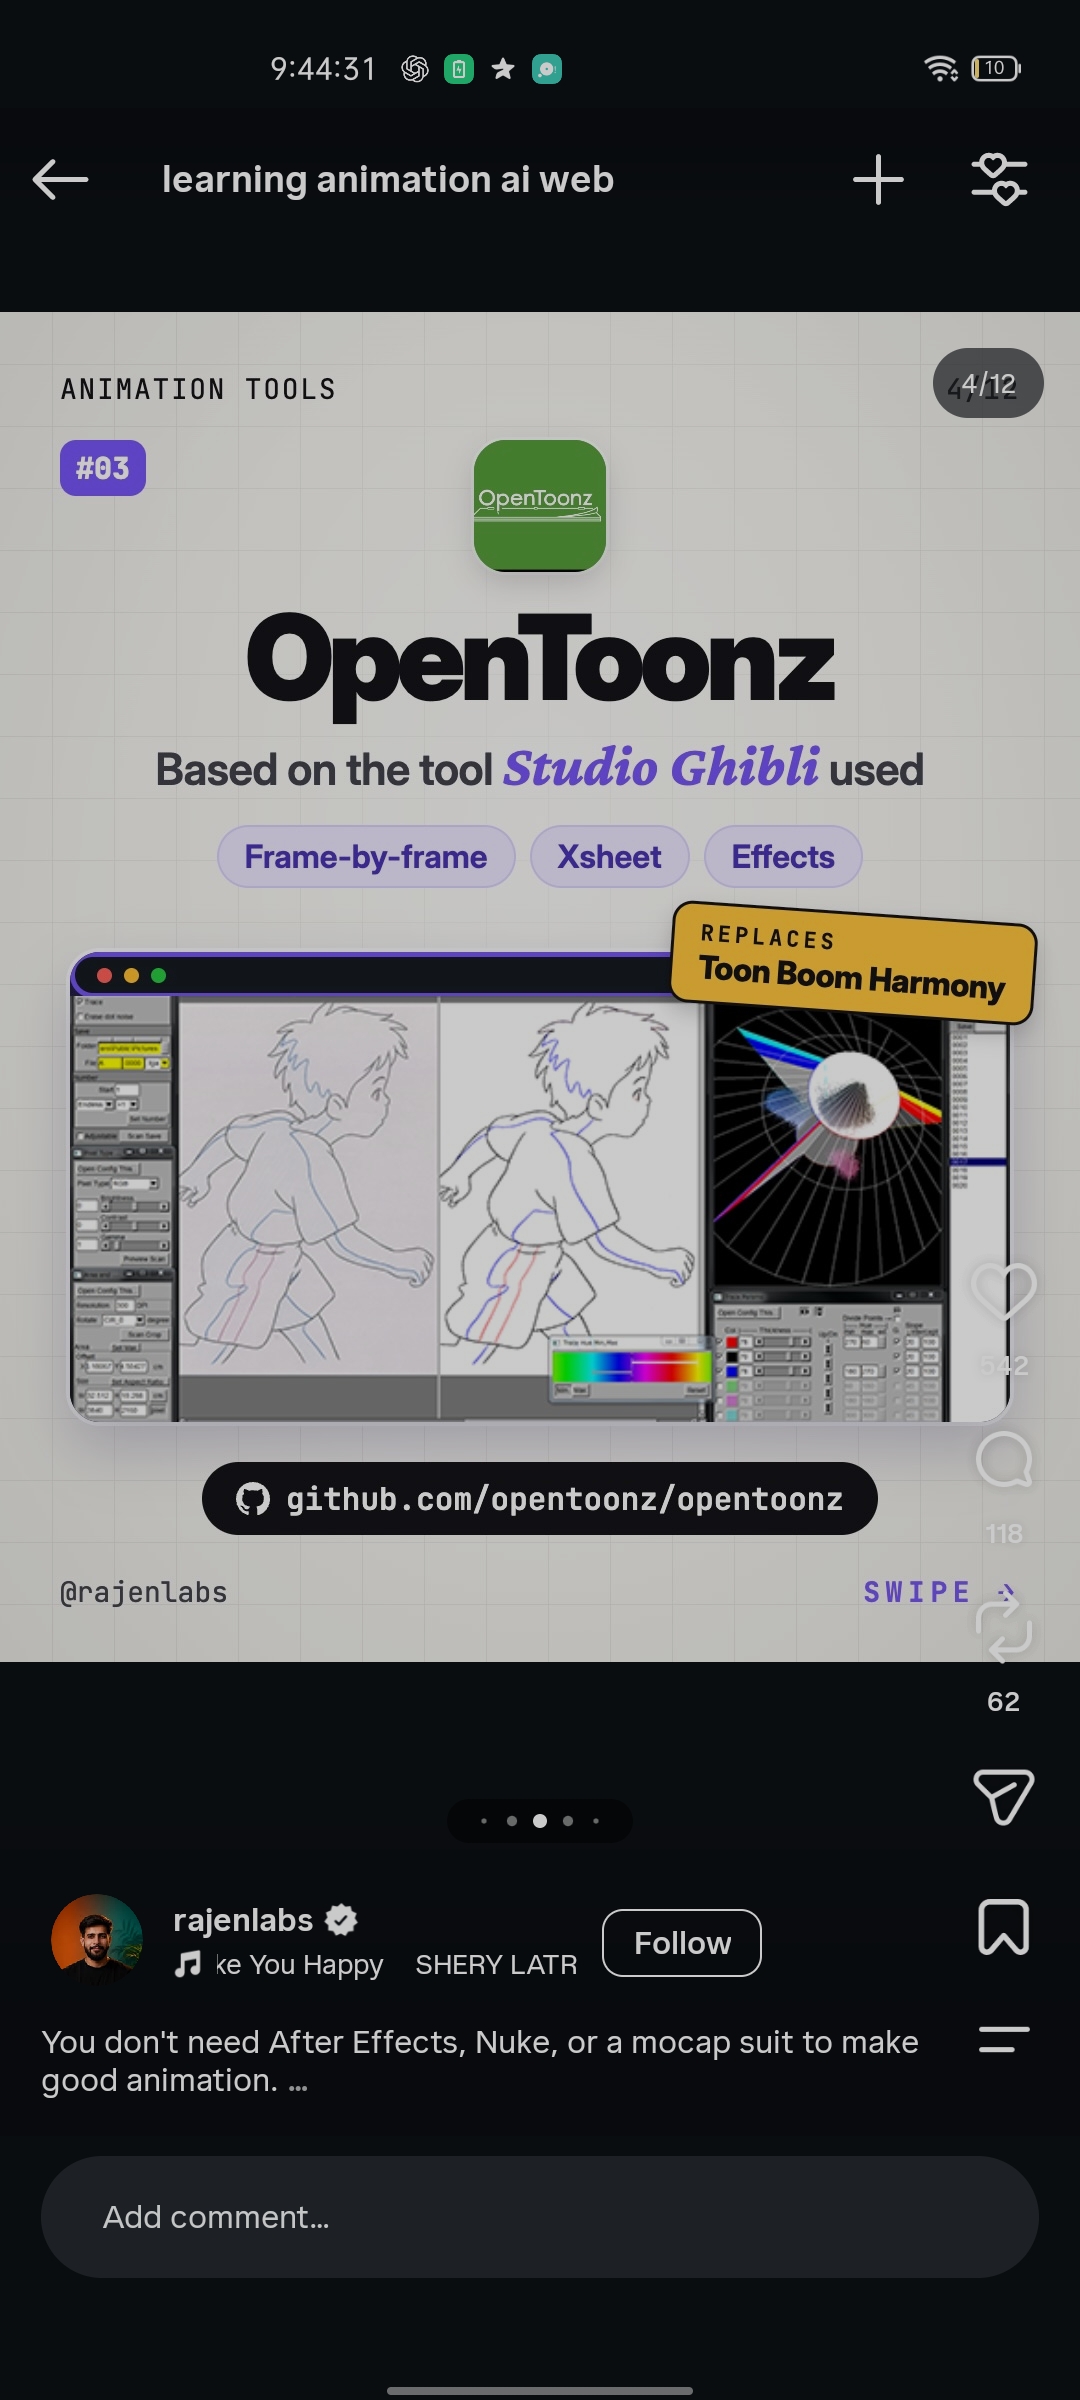 9:44:31
10
learning animation ai web
ANIMATION TOOLS
4/12
#03
OpenToonz
OpenToonz
Based on the tool Studio Ghibli used
Frame-by-frame
Xsheet
Effects
REPLACES
Toon Boom Harmony
542
github.com/opentoonz/opentoonz
118
@rajenlabs
SWIPE →
62
rajenlabs
ke You Happy SHERY LATR
Follow
You don't need After Effects, Nuke, or a mocap suit to make
good animation. ...
Add comment...